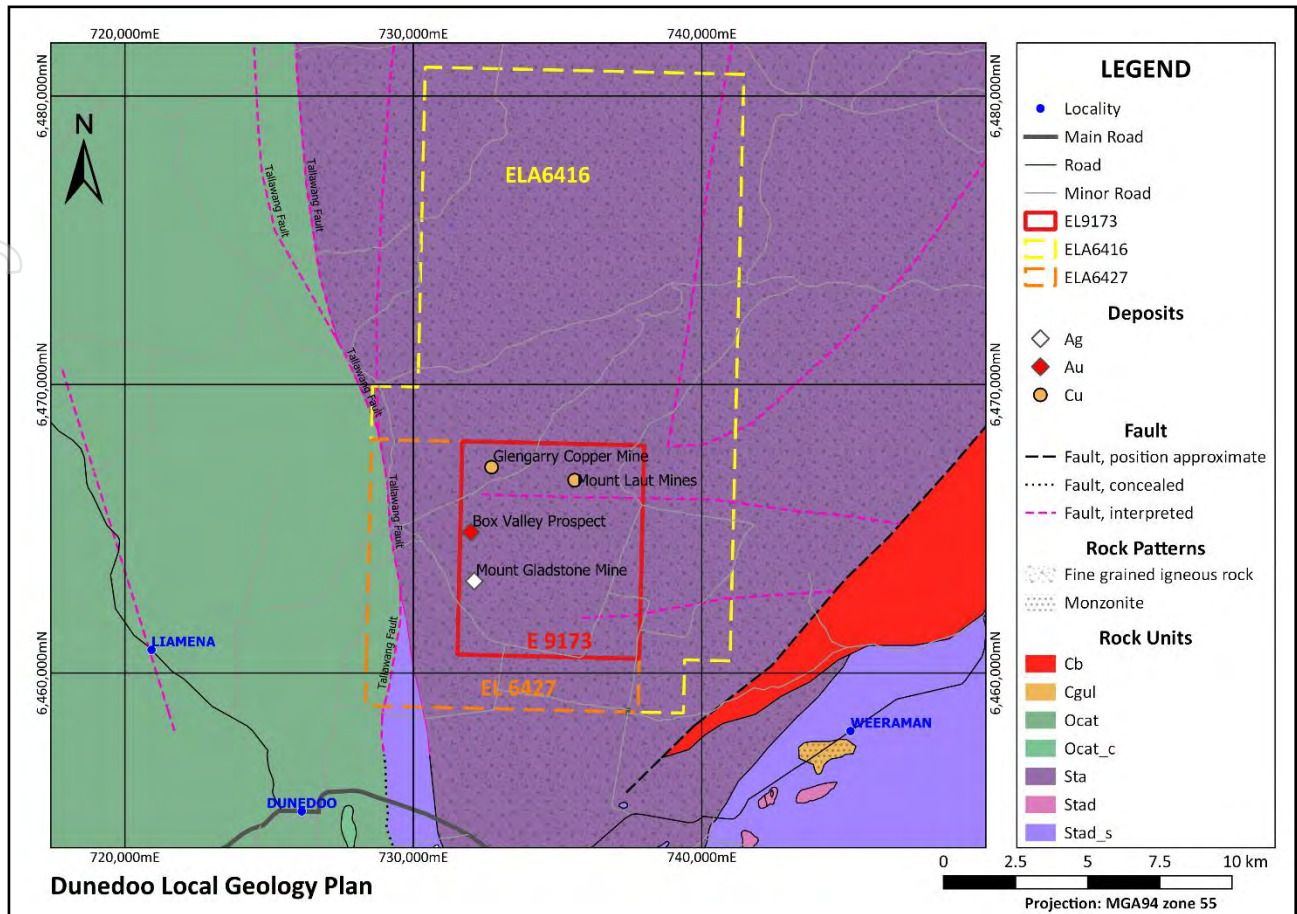 720,000mE
730,000mE
740,000mE
6,480,000mN
6,480,000mN
N
ELA6416
Tallawang Fault
Tallawang Fault
Tallawang Fault
6,470,000mN
6,470,000mN
Glengarry Copper Mine
Mount Laut Mines
Tallawang Fault
Box Valley Prospect
Mount Gladstone Mine
LIAMENA
E 9173
Tallawang Fault
6,460,000mN
6,460,000mN
EL 6427
WEERAMAN
DUNEDOO
720,000mE
730,000mE
740,000mE
Dunedoo Local Geology Plan
LEGEND
Locality
Main Road
Road
Minor Road
EL9173
ELA6416
ELA6427
Deposits
Ag
Au
Cu
Fault
Fault, position approximate
Fault, concealed
Fault, interpreted
Rock Patterns
Fine grained igneous rock
Monzonite
Rock Units
Cb
Cgul
Ocat
Ocat_c
Sta
Stad
Stad_s
0 2.5 5 7.5 10 km
Projection: MGA94 zone 55